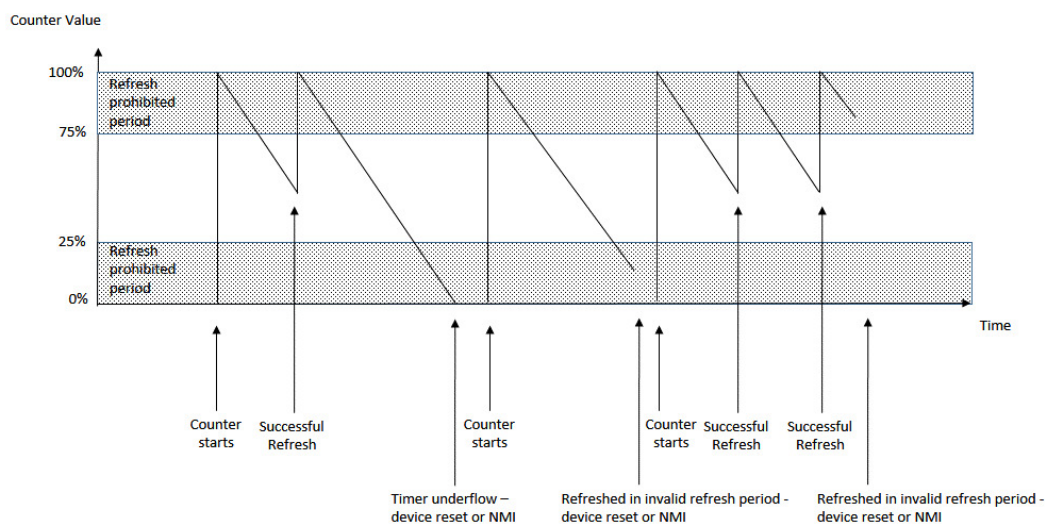 Counter Value
100%
Refresh
prohibited
period
75%
25%
Refresh
prohibited
period
0%
Time
Counter
starts
Successful
Refresh
Counter
starts
Counter
starts
Successful
Refresh
Successful
Refresh
Timer underflow –
device reset or NMI
Refreshed in invalid refresh period -
device reset or NMI
Refreshed in invalid refresh period -
device reset or NMI